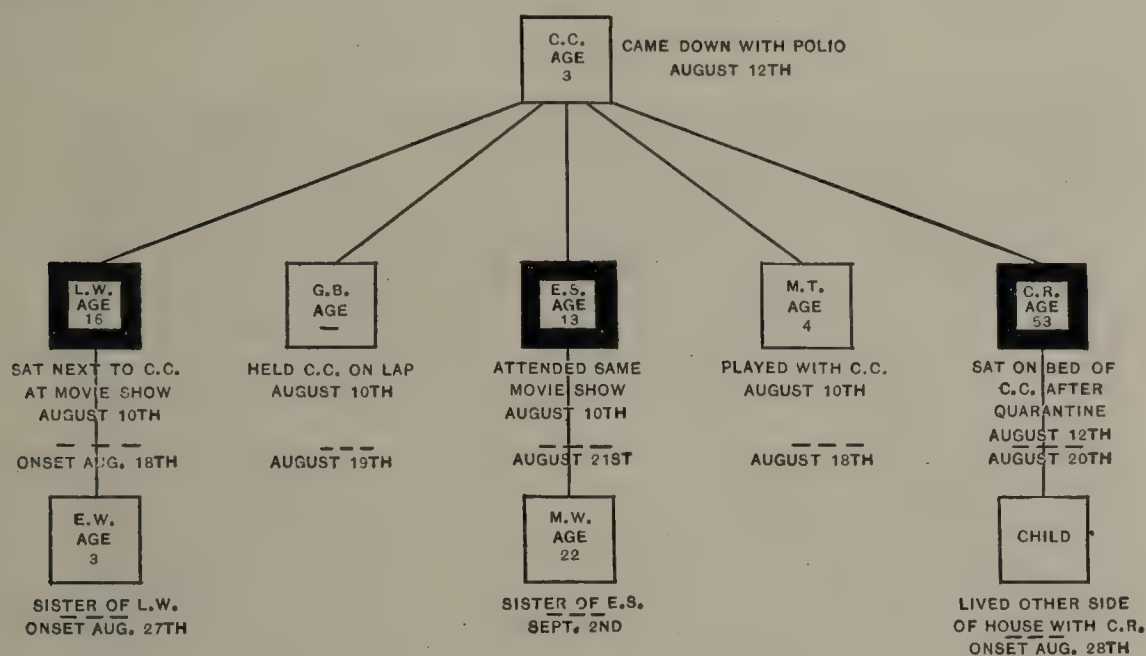 C.C.
AGE
3
CAME DOWN WITH POLIO
AUGUST 12TH
L.W.
AGE
16
SAT NEXT TO C.C.
AT MOVIE SHOW
AUGUST 10TH
ONSET AUG. 18TH
G.B.
AGE
—
HELD C.C. ON LAP
AUGUST 10TH
AUGUST 19TH
E.S.
AGE
13
ATTENDED SAME
MOVIE SHOW
AUGUST 10TH
AUGUST 21ST
M.T.
AGE
4
PLAYED WITH C.C.
AUGUST 10TH
AUGUST 18TH
C.R.
AGE
53
SAT ON BED OF
C.C. AFTER
QUARANTINE
AUGUST 12TH
AUGUST 20TH
E.W.
AGE
3
SISTER OF L.W.
ONSET AUG. 27TH
M.W.
AGE
22
SISTER OF E.S.
SEPT. 2ND
CHILD
LIVED OTHER SIDE
OF HOUSE WITH C.R.
ONSET AUG. 28TH